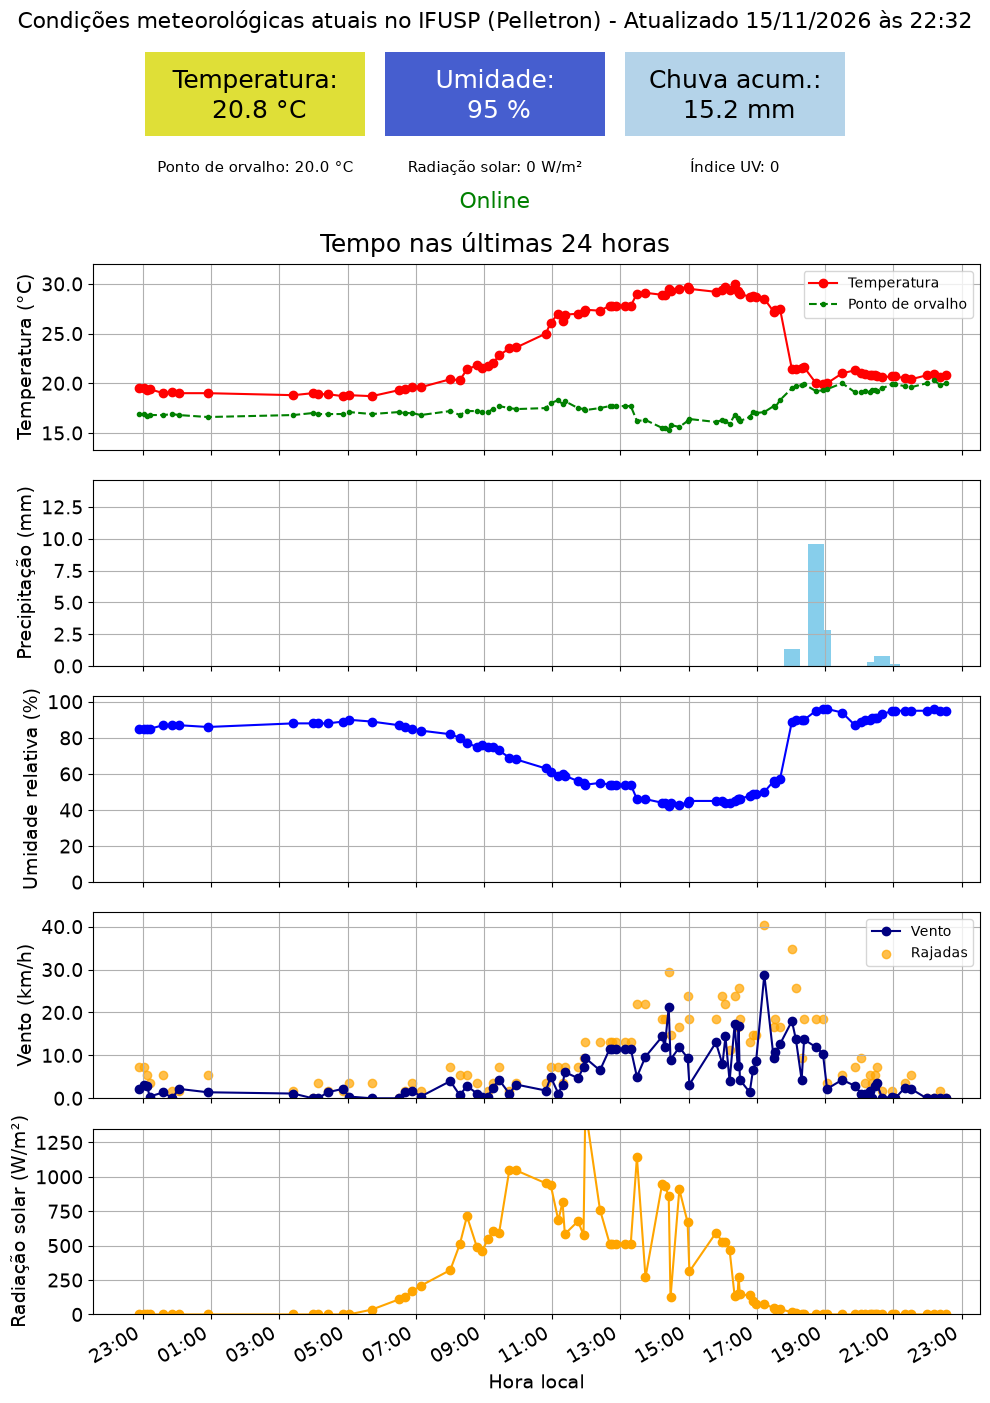 Condições meteorológicas atuais no IFUSP (Pelletron) - Atualizado 15/11/2026 às 22:32
Temperatura:
20.8 °C
Umidade:
95 %
Chuva acum.:
15.2 mm
Ponto de orvalho: 20.0 °C
Radiação solar: 0 W/m²
Índice UV: 0
Online
Tempo nas últimas 24 horas
Temperatura (°C)
30.0
25.0
20.0
15.0
Temperatura
Ponto de orvalho
Precipitação (mm)
12.5
10.0
7.5
5.0
2.5
0.0
Umidade relativa (%)
100
80
60
40
20
0
Vento (km/h)
40.0
30.0
20.0
10.0
0.0
Vento
Rajadas
Radiação solar (W/m²)
1250
1000
750
500
250
0
23:00
01:00
03:00
05:00
07:00
09:00
11:00
13:00
15:00
17:00
19:00
21:00
23:00
Hora local